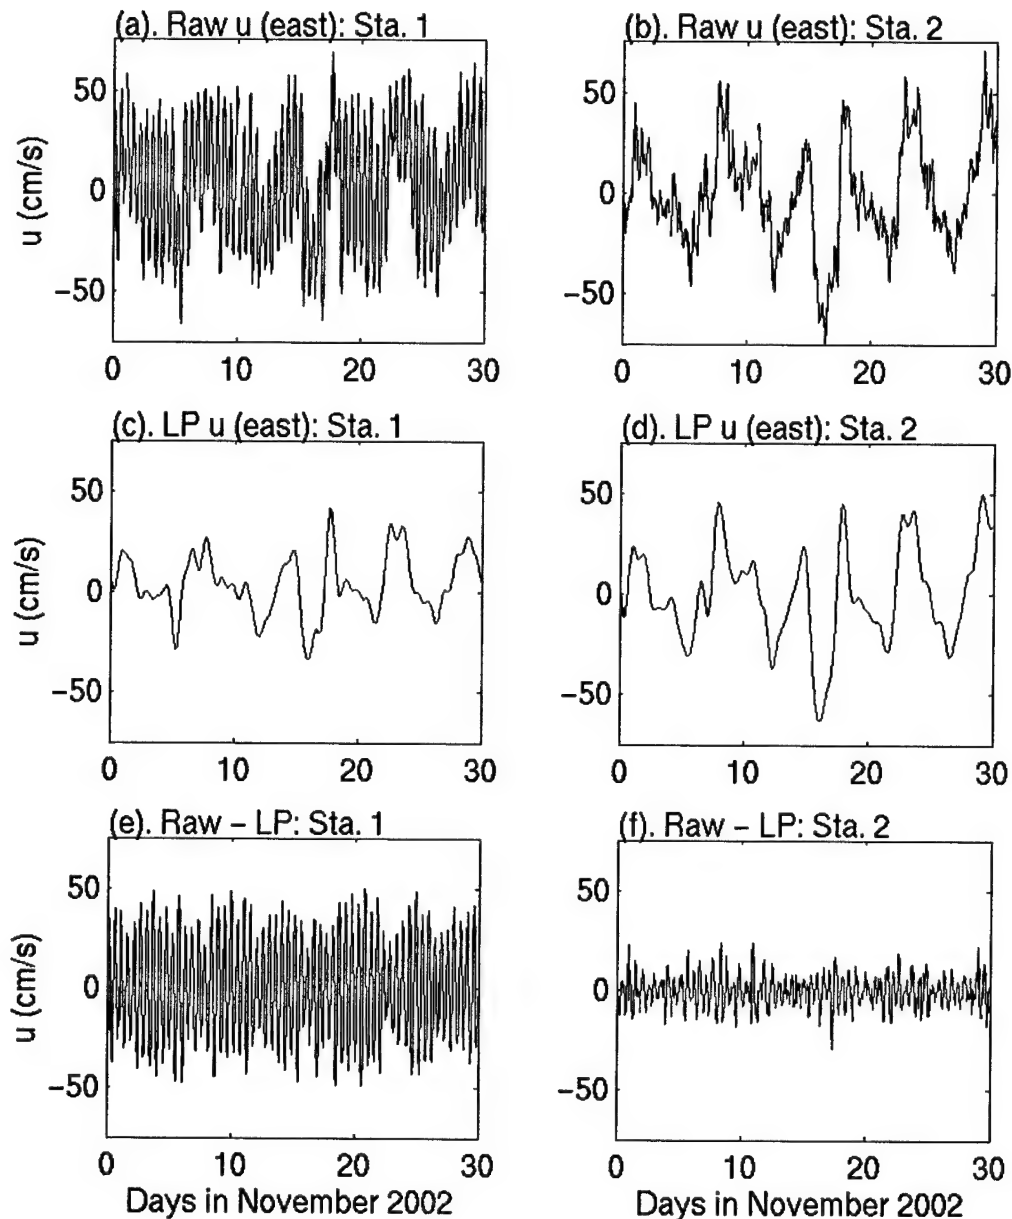 (a). Raw u (east): Sta. 1
(b). Raw u (east): Sta. 2
50
0
−50
u (cm/s)
0 10 20 30
50
0
−50
0 10 20 30
(c). LP u (east): Sta. 1
(d). LP u (east): Sta. 2
50
0
−50
u (cm/s)
0 10 20 30
50
0
−50
0 10 20 30
(e). Raw − LP: Sta. 1
(f). Raw − LP: Sta. 2
50
0
−50
u (cm/s)
0 10 20 30
Days in November 2002
50
0
−50
0 10 20 30
Days in November 2002